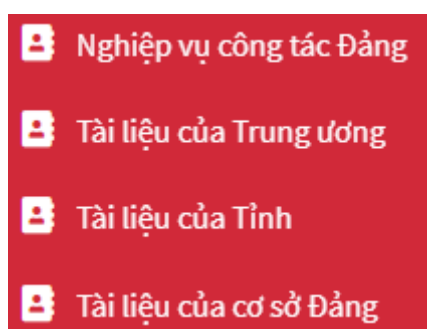 Nghiệp vụ công tác Đảng
Tài liệu của Trung ương
Tài liệu của Tỉnh
Tài liệu của cơ sở Đảng